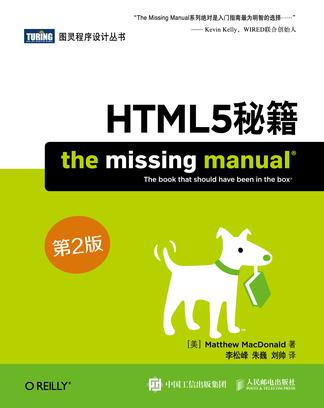 TURING 图灵程序设计丛书
“The Missing Manual系列绝对是入门指南最为明智的选择……”
—— Kevin Kelly，WIRED联合创始人
HTML5秘籍
the missing manual®
The book that should have been in the box®
第2版
[美] Matthew MacDonald 著
李松峰 朱巍 刘帅 译
O REILLY®
中国工信出版集团
人民邮电出版社